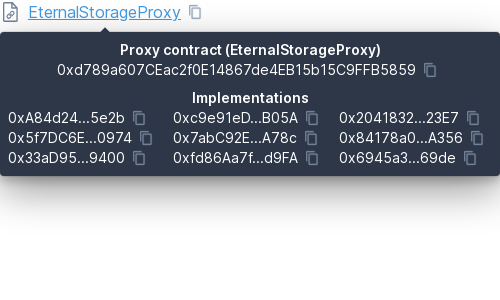 EternalStorageProxy
Proxy contract (EternalStorageProxy)
0xd789a607CEac2f0E14867de4EB15b15C9FFB5859
Implementations
0xA84d24...5e2b 0xc9e91eD...B05A 0x2041832...23E7
0x5f7DC6E...0974 0x7abC92E...A78c 0x84178a0...A356
0x33aD95...9400 0xfd86Aa7f...d9FA 0x6945a3...69de